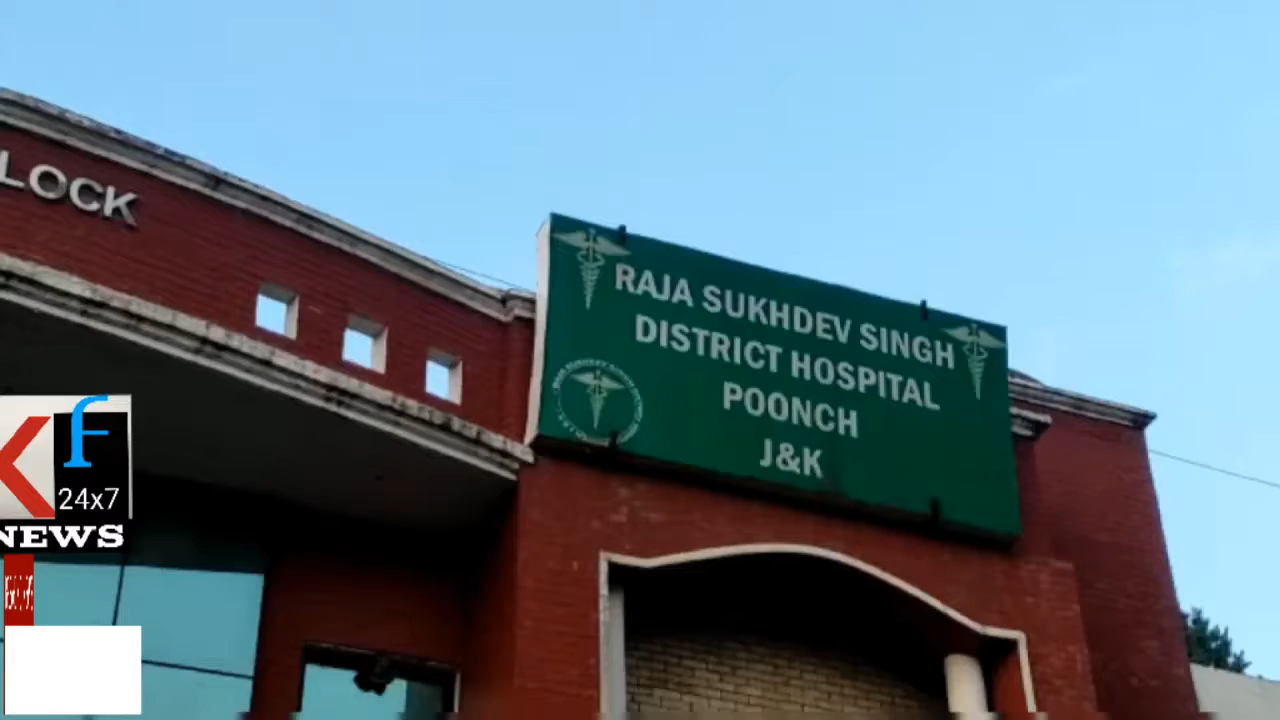 LOCK
RAJA SUKHDEV SINGH
DISTRICT HOSPITAL
POONCH
J&K
K f
24x7
NEWS